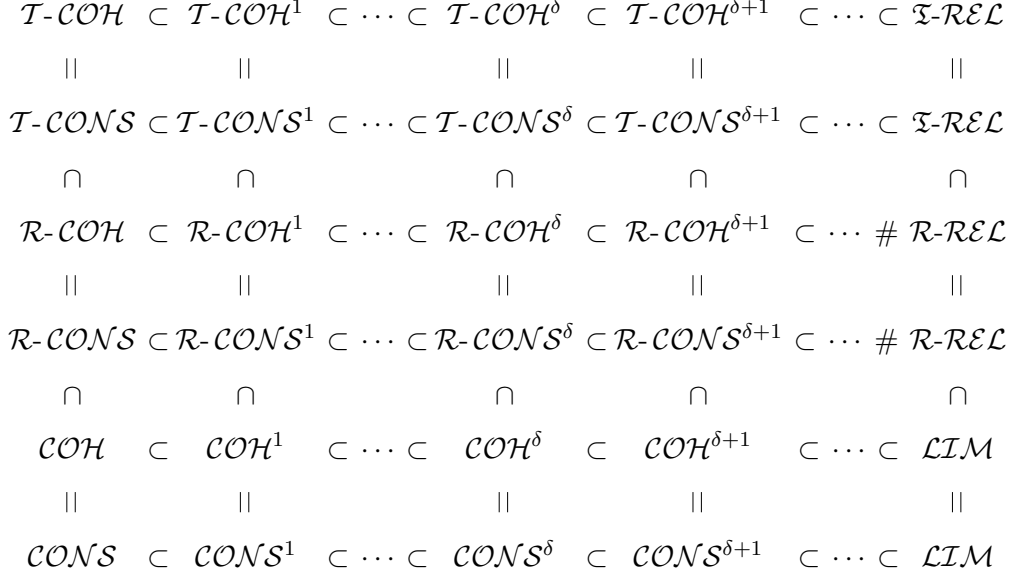 𝒯-𝒞𝒪ℋ ⊂ 𝒯-𝒞𝒪ℋ¹ ⊂ ⋯ ⊂ 𝒯-𝒞𝒪ℋ^δ ⊂ 𝒯-𝒞𝒪ℋ^{δ+1} ⊂ ⋯ ⊂ 𝔗-ℛℰℒ
|| || || || ||
𝒯-𝒞𝒪𝒩𝒮 ⊂ 𝒯-𝒞𝒪𝒩𝒮¹ ⊂ ⋯ ⊂ 𝒯-𝒞𝒪𝒩𝒮^δ ⊂ 𝒯-𝒞𝒪𝒩𝒮^{δ+1} ⊂ ⋯ ⊂ 𝔗-ℛℰℒ
∩ ∩ ∩ ∩ ∩
ℛ-𝒞𝒪ℋ ⊂ ℛ-𝒞𝒪ℋ¹ ⊂ ⋯ ⊂ ℛ-𝒞𝒪ℋ^δ ⊂ ℛ-𝒞𝒪ℋ^{δ+1} ⊂ ⋯ # ℛ-ℛℰℒ
|| || || || ||
ℛ-𝒞𝒪𝒩𝒮 ⊂ ℛ-𝒞𝒪𝒩𝒮¹ ⊂ ⋯ ⊂ ℛ-𝒞𝒪𝒩𝒮^δ ⊂ ℛ-𝒞𝒪𝒩𝒮^{δ+1} ⊂ ⋯ # ℛ-ℛℰℒ
∩ ∩ ∩ ∩ ∩
𝒞𝒪ℋ ⊂ 𝒞𝒪ℋ¹ ⊂ ⋯ ⊂ 𝒞𝒪ℋ^δ ⊂ 𝒞𝒪ℋ^{δ+1} ⊂ ⋯ ⊂ ℒℐℳ
|| || || || ||
𝒞𝒪𝒩𝒮 ⊂ 𝒞𝒪𝒩𝒮¹ ⊂ ⋯ ⊂ 𝒞𝒪𝒩𝒮^δ ⊂ 𝒞𝒪𝒩𝒮^{δ+1} ⊂ ⋯ ⊂ ℒℐℳ